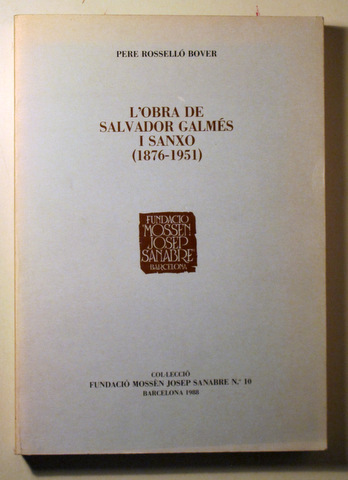 PERE ROSSELLÓ BOVER
L'OBRA DE
SALVADOR GALMÉS
I SANXO
(1876-1951)
FUNDACIÓ
MOSSÈN
JOSEP
SANABRE
BARCELONA
COL·LECCIÓ
FUNDACIÓ MOSSÈN JOSEP SANABRE N.º 10
BARCELONA 1988